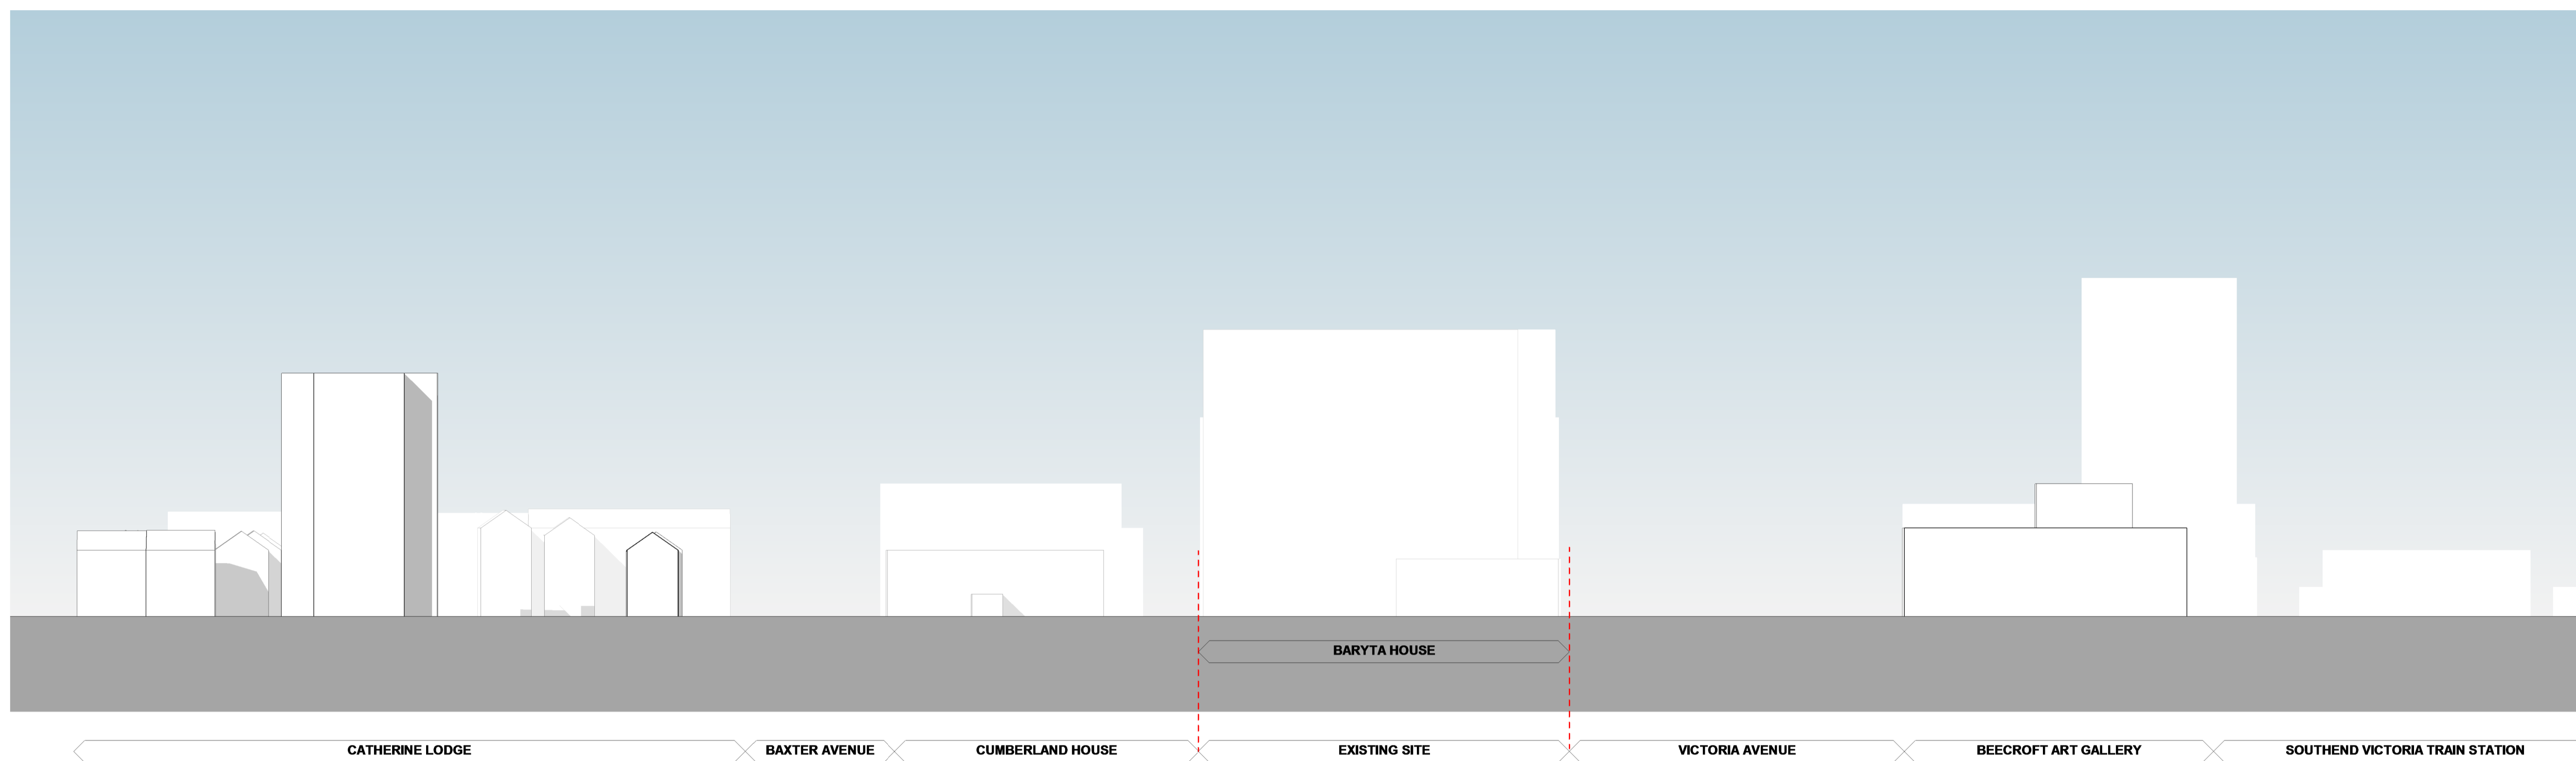 BARYTA HOUSE
CATHERINE LODGE
BAXTER AVENUE
CUMBERLAND HOUSE
EXISTING SITE
VICTORIA AVENUE
BEECROFT ART GALLERY
SOUTHEND VICTORIA TRAIN STATION